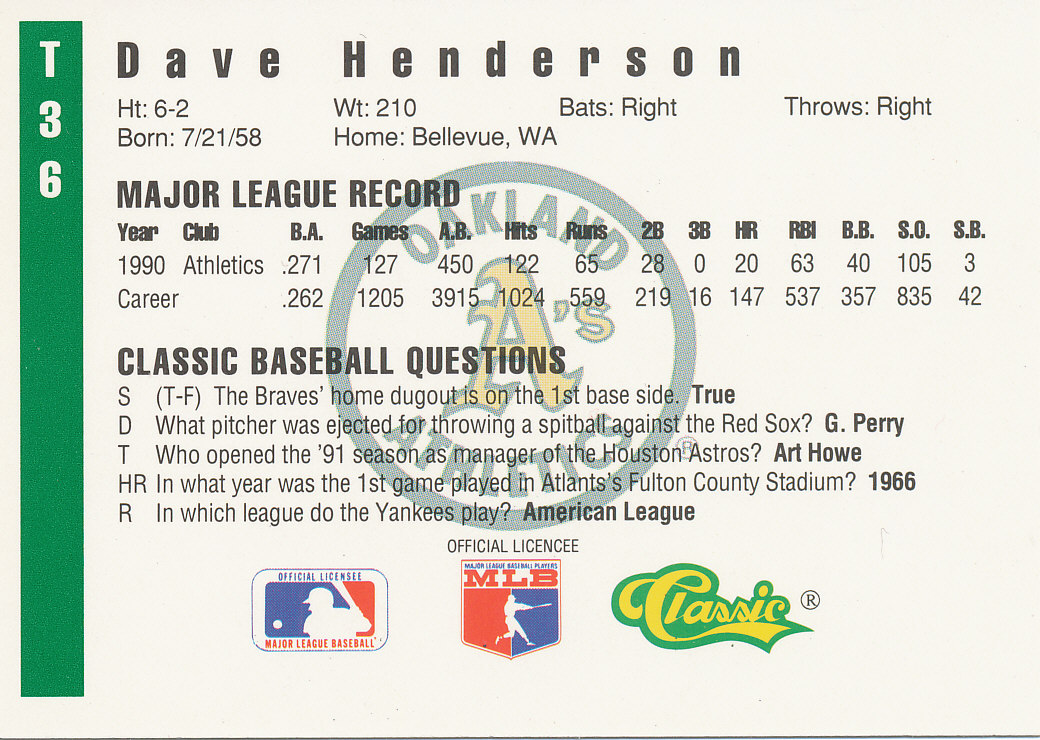 T
3
6
Dave Henderson
Ht: 6-2 Wt: 210 Bats: Right Throws: Right
Born: 7/21/58 Home: Bellevue, WA
MAJOR LEAGUE RECORD
Year Club B.A. Games A.B. Hits Runs 2B 3B HR RBI B.B. S.O. S.B.
1990 Athletics .271 127 450 122 65 28 0 20 63 40 105 3
Career .262 1205 3915 1024 559 219 16 147 537 357 835 42
OAKLAND
A's
ATHLETICS ®
CLASSIC BASEBALL QUESTIONS
S (T-F) The Braves' home dugout is on the 1st base side. True
D What pitcher was ejected for throwing a spitball against the Red Sox? G. Perry
T Who opened the '91 season as manager of the Houston Astros? Art Howe
HR In what year was the 1st game played in Atlants's Fulton County Stadium? 1966
R In which league do the Yankees play? American League
OFFICIAL LICENCEE
OFFICIAL LICENSEE
MAJOR LEAGUE BASEBALL
MAJOR LEAGUE BASEBALL PLAYERS
MLB
Classic ®